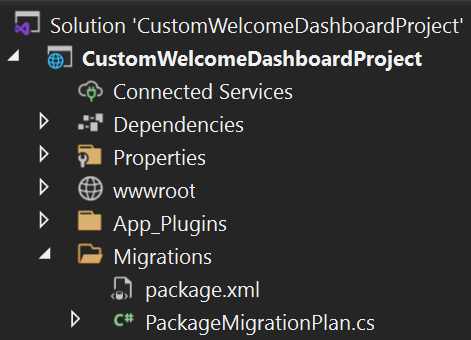 Solution 'CustomWelcomeDashboardProject'
CustomWelcomeDashboardProject
Connected Services
Dependencies
Properties
wwwroot
App_Plugins
Migrations
package.xml
C# PackageMigrationPlan.cs